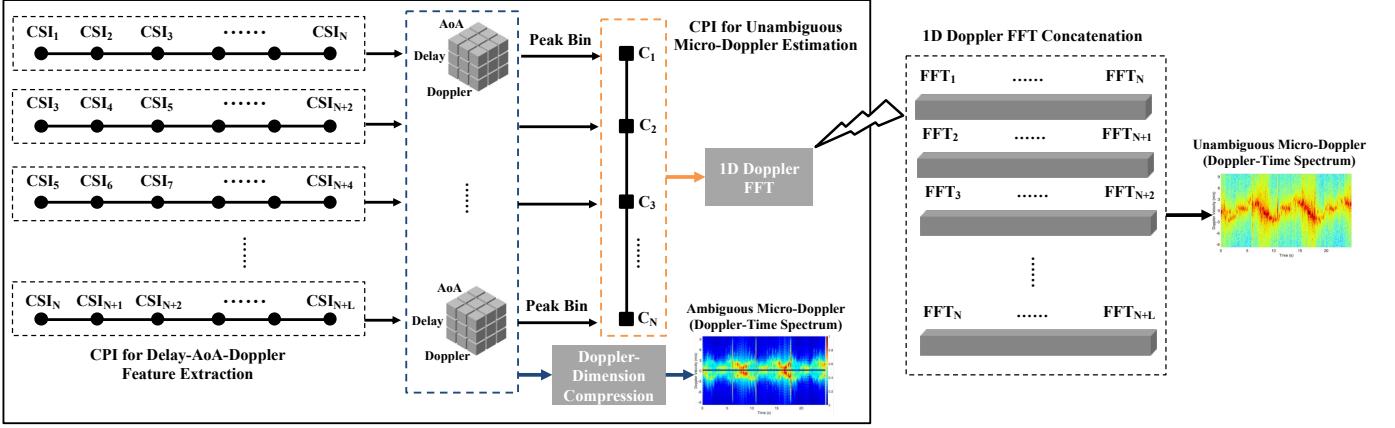 CSI1 CSI2 CSI3 ······ CSIN
CSI3 CSI4 CSI5 ······ CSIN+2
CSI5 CSI6 CSI7 ······ CSIN+4
······
CSIN CSIN+1 CSIN+2 ······ CSIN+L
CPI for Delay-AoA-Doppler
Feature Extraction
AoA
Delay
Doppler
······
AoA
Delay
Doppler
Peak Bin
Peak Bin
CPI for Unambiguous
Micro-Doppler Estimation
C1
C2
C3
······
CN
1D Doppler
FFT
Doppler-
Dimension
Compression
Ambiguous Micro-Doppler
(Doppler-Time Spectrum)
Time (s)
1D Doppler FFT Concatenation
FFT1 ······ FFTN
FFT2 ······ FFTN+1
FFT3 ······ FFTN+2
······
FFTN ······ FFTN+L
Unambiguous Micro-Doppler
(Doppler-Time Spectrum)
Time (s)